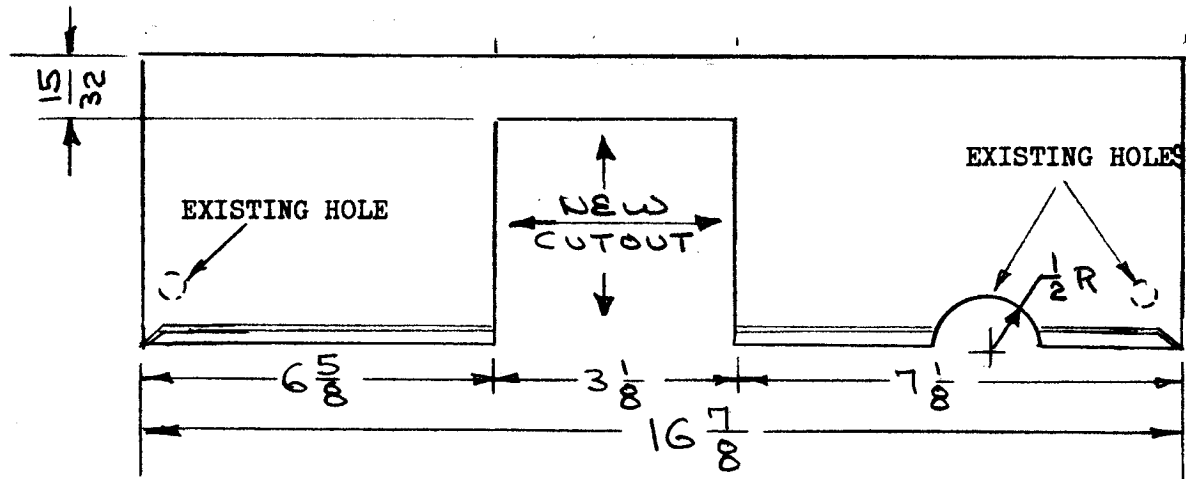 15/32
EXISTING HOLES
NEW
CUTOUT
EXISTING HOLE
1/2 R
6 5/8
3 1/8
7 1/8
16 7/8